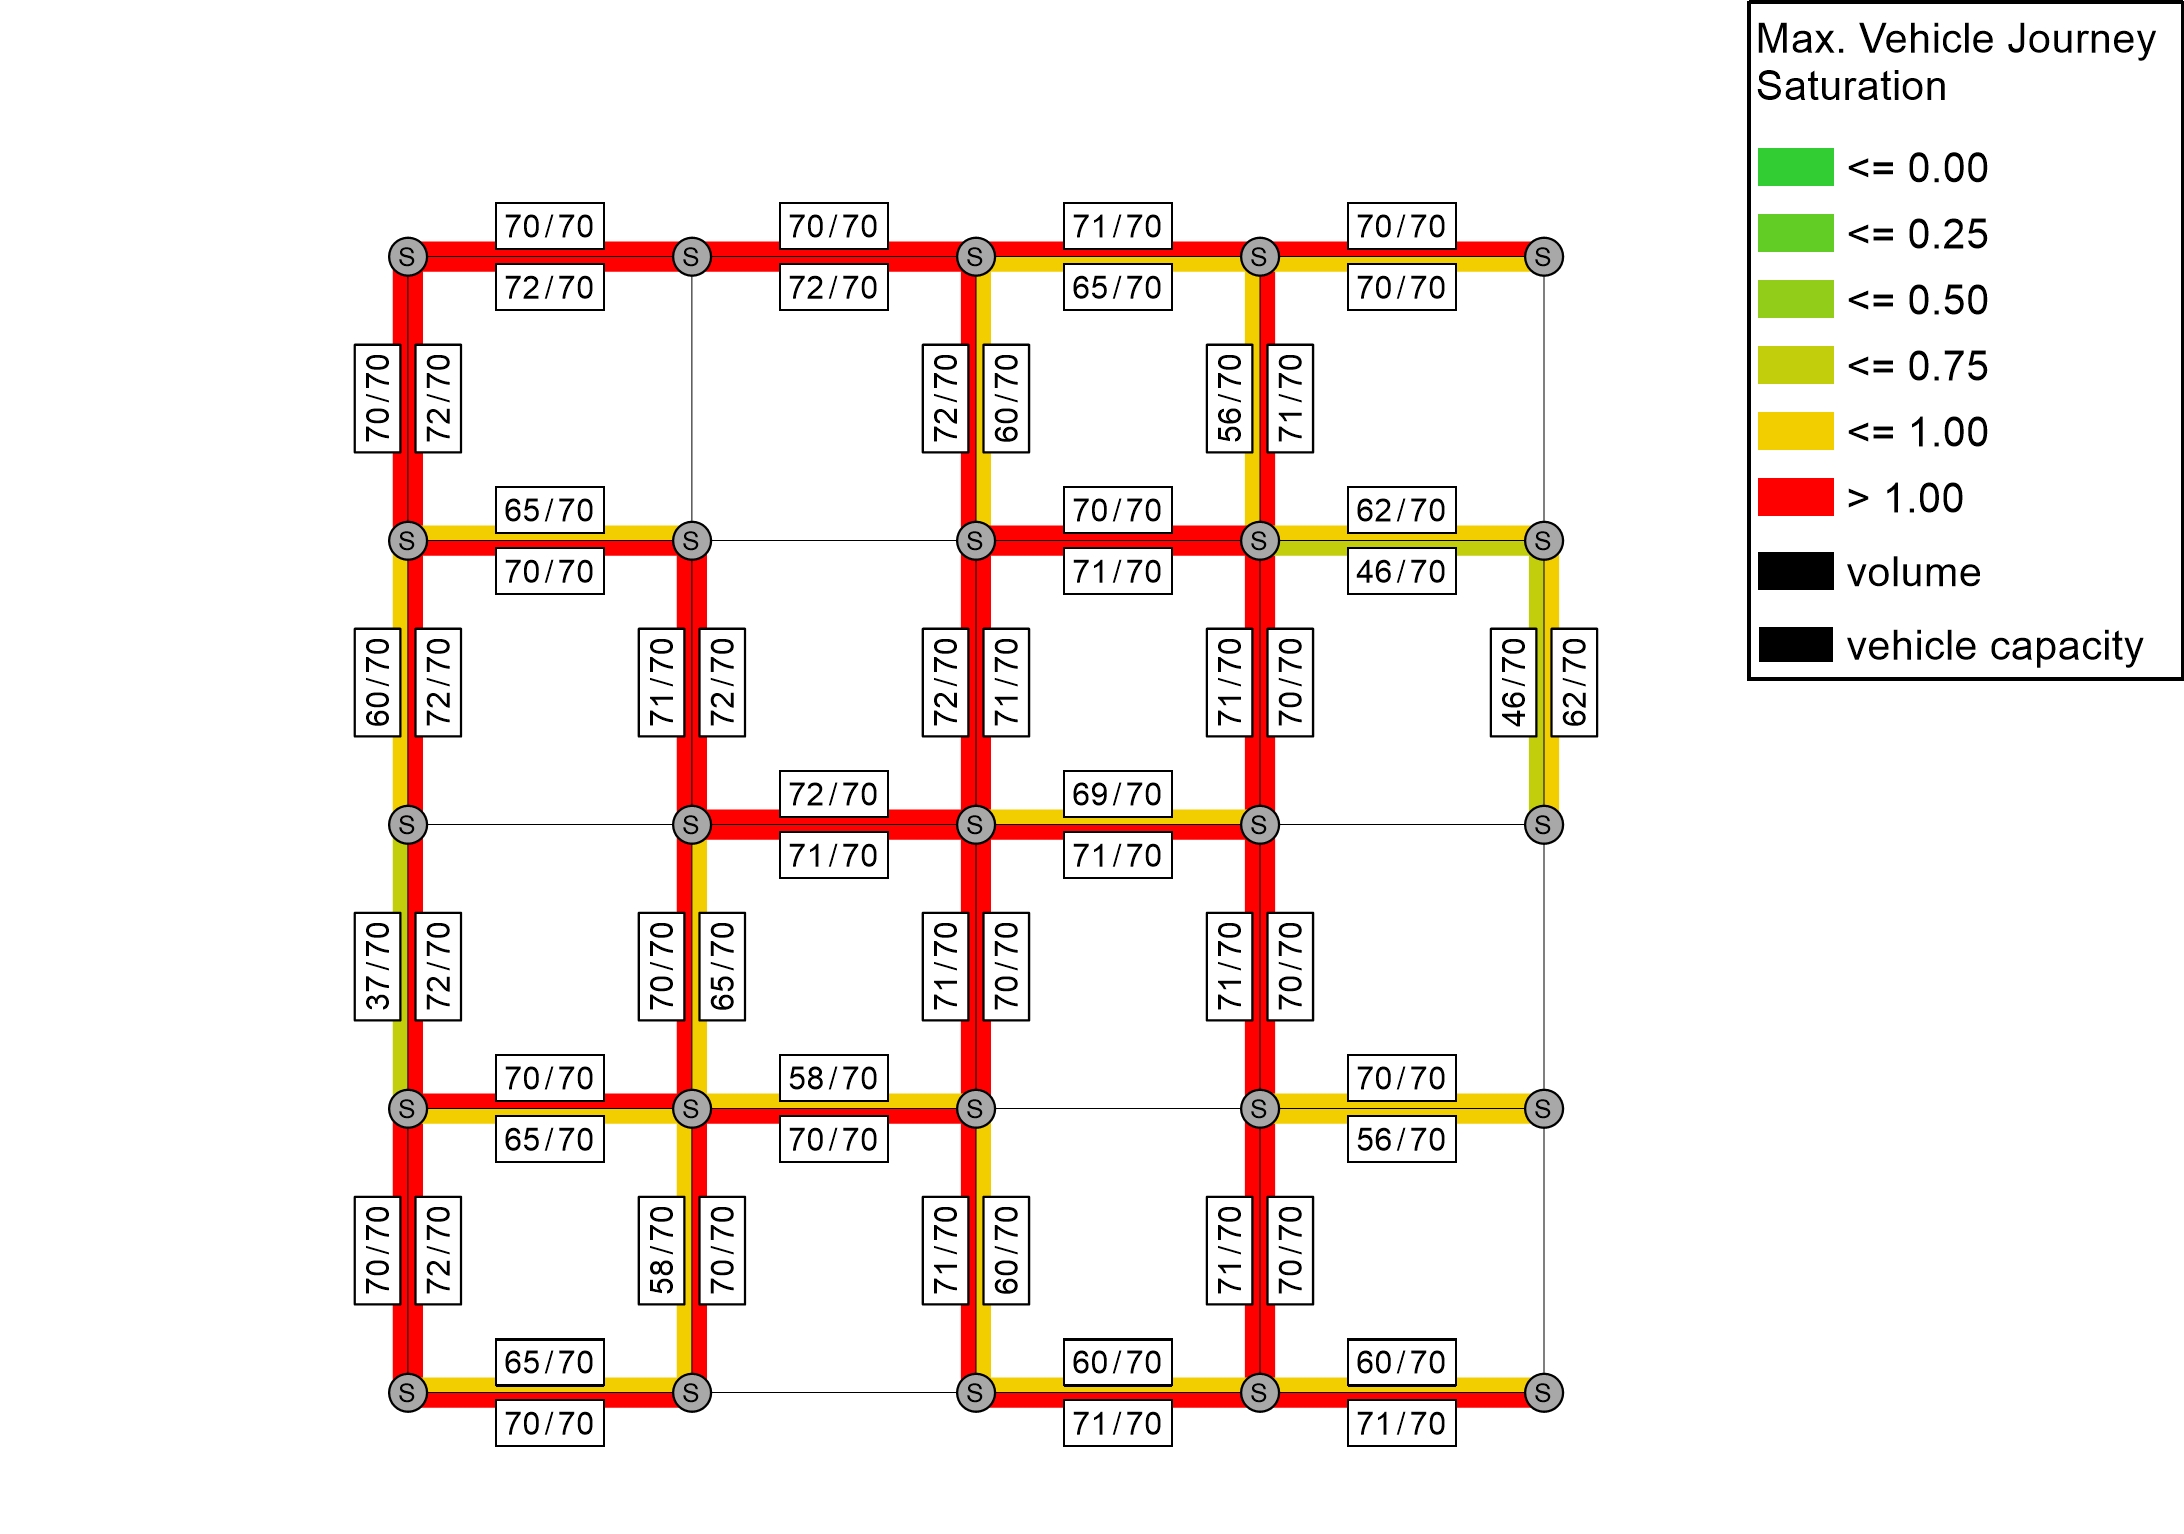 Max. Vehicle Journey
Saturation
<= 0.00
<= 0.25
<= 0.50
<= 0.75
<= 1.00
> 1.00
volume
vehicle capacity
70/70 70/70 71/70 70/70
S S S S S
72/70 72/70 65/70 70/70
70/70 72/70 72/70 60/70 56/70 71/70
65/70 70/70 62/70
S S S S S
70/70 71/70 46/70
60/70 72/70 71/70 72/70 72/70 71/70 71/70 70/70 46/70 62/70
72/70 69/70
S S S S S
71/70 71/70
37/70 72/70 70/70 65/70 71/70 70/70 71/70 70/70
70/70 58/70 70/70
S S S S S
65/70 70/70 56/70
70/70 72/70 58/70 70/70 71/70 60/70 71/70 70/70
65/70 60/70 60/70
S S S S S
70/70 71/70 71/70